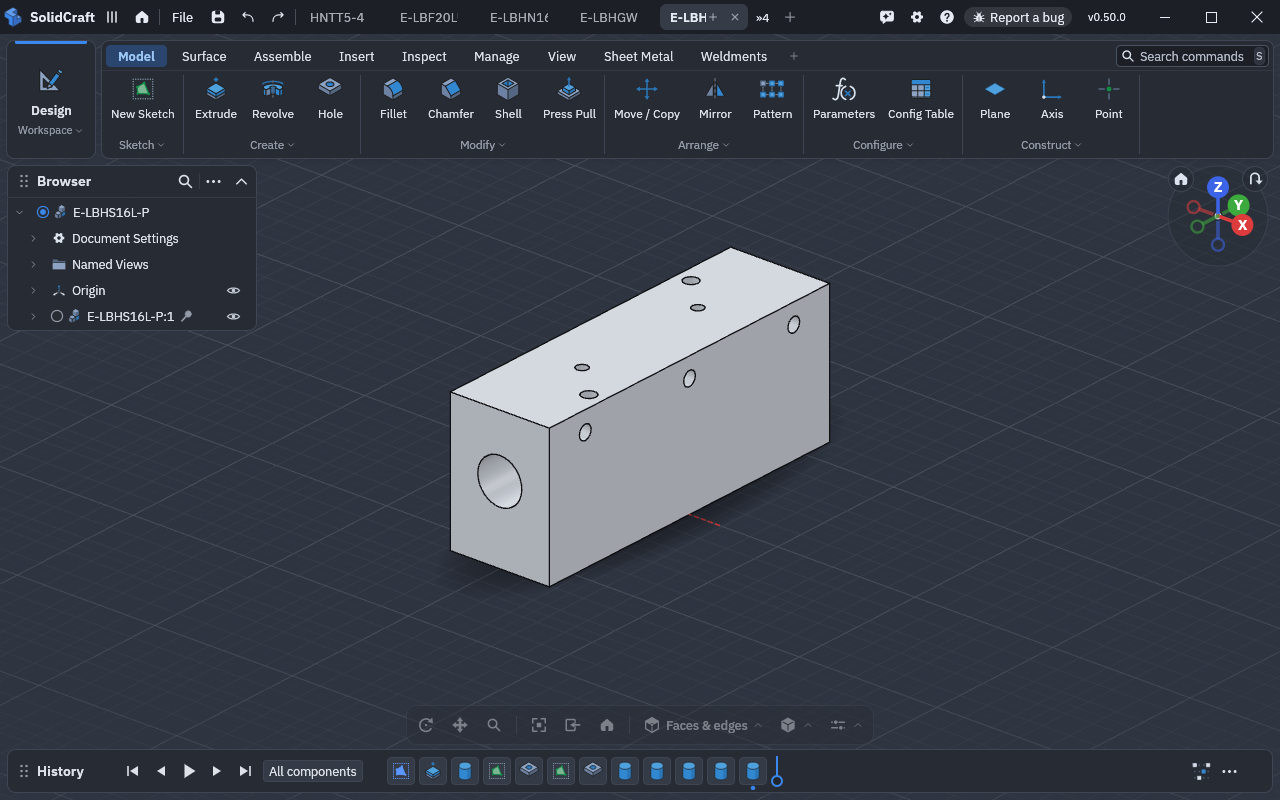 SolidCraft
File
HNTT5-4
E-LBF20L
E-LBHN16
E-LBHGW
E-LBH
»4
Report a bug
v0.50.0
Design
Workspace
Model
Surface
Assemble
Insert
Inspect
Manage
View
Sheet Metal
Weldments
Search commands
S
New Sketch
Extrude
Revolve
Hole
Fillet
Chamfer
Shell
Press Pull
Move / Copy
Mirror
Pattern
Parameters
Config Table
Plane
Axis
Point
Sketch
Create
Modify
Arrange
Configure
Construct
Browser
E-LBHS16L-P
Document Settings
Named Views
Origin
E-LBHS16L-P:1
Z
Y
X
Faces & edges
History
All components